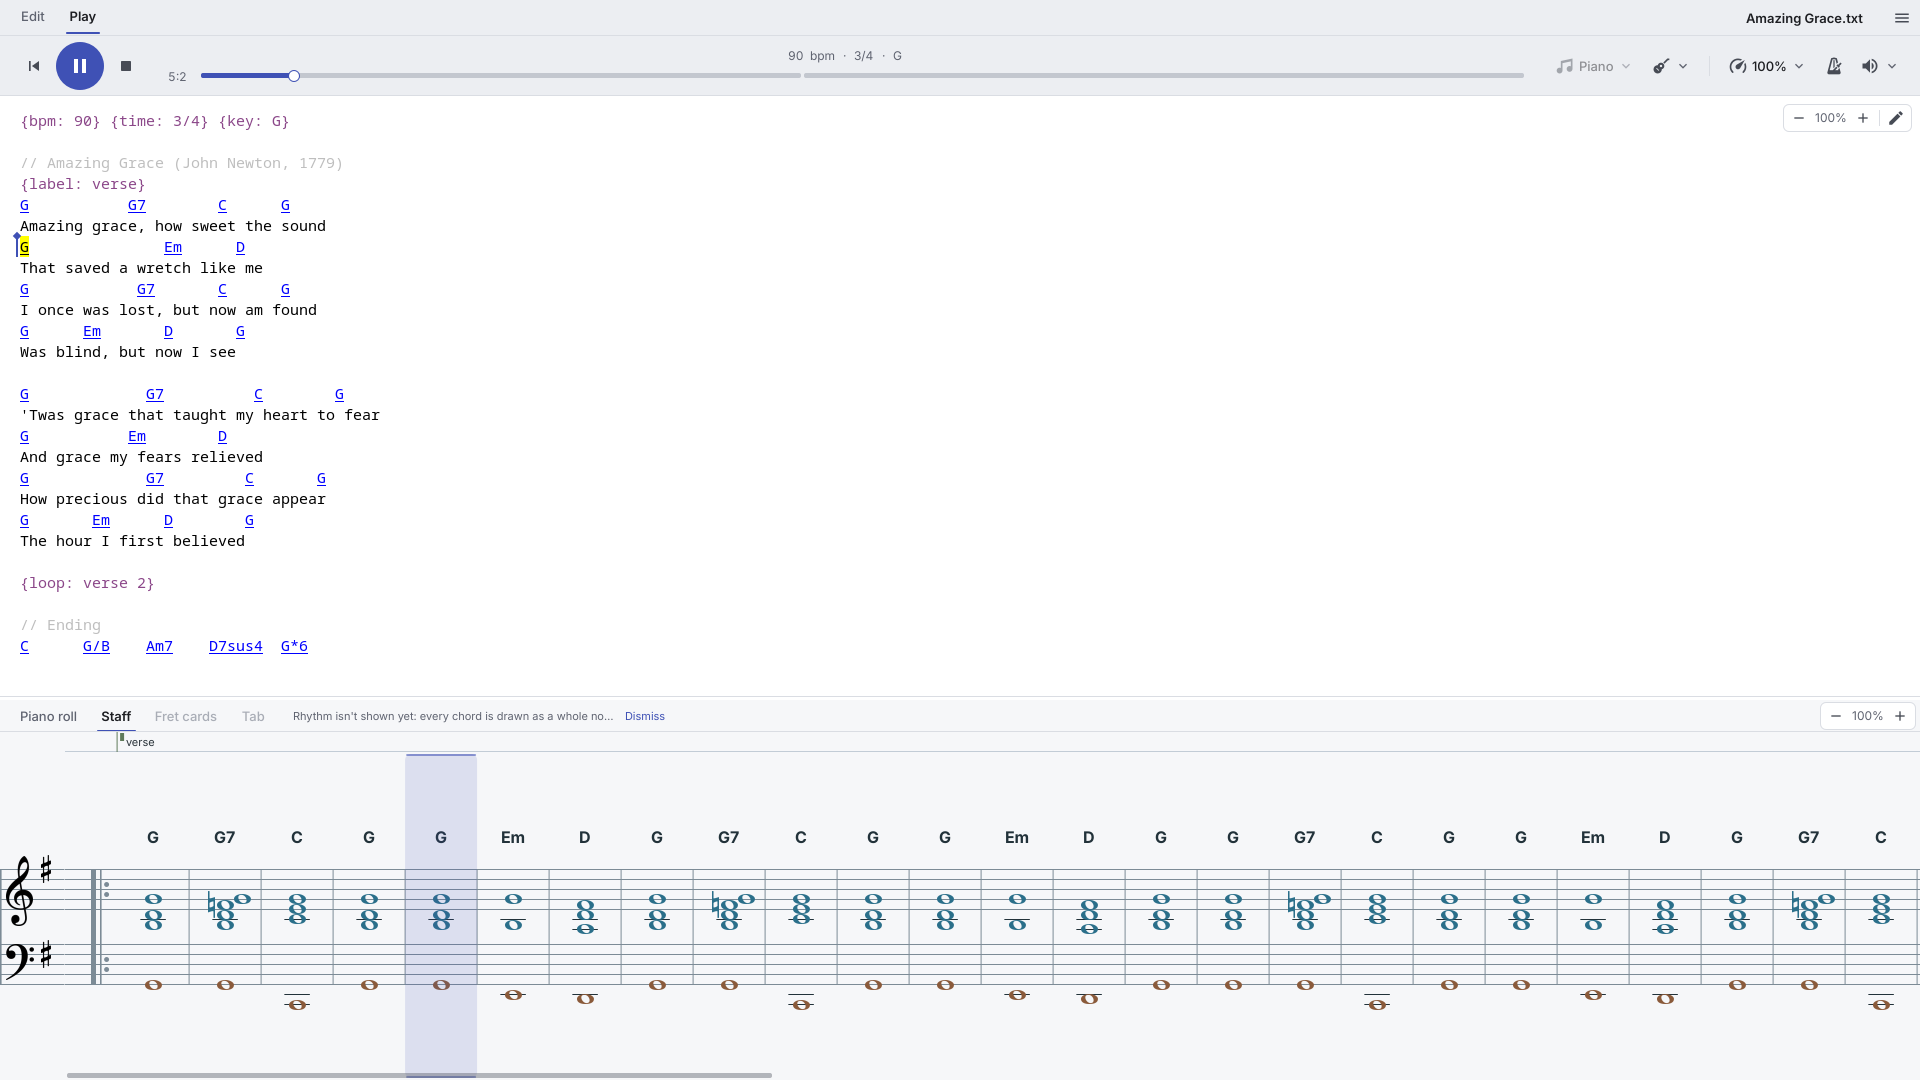 Edit Play Amazing Grace.txt
90 bpm · 3/4 · G
5:2 Piano 100%
{bpm: 90} {time: 3/4} {key: G}
100%
// Amazing Grace (John Newton, 1779)
{label: verse}
G G7 C G
Amazing grace, how sweet the sound
G Em D
That saved a wretch like me
G G7 C G
I once was lost, but now am found
G Em D G
Was blind, but now I see
G G7 C G
'Twas grace that taught my heart to fear
G Em D
And grace my fears relieved
G G7 C G
How precious did that grace appear
G Em D G
The hour I first believed
{loop: verse 2}
// Ending
C G/B Am7 D7sus4 G*6
Piano roll Staff Fret cards Tab Rhythm isn't shown yet: every chord is drawn as a whole no... Dismiss 100%
verse
G G7 C G G Em D G G7 C G G Em D G G G7 C G G Em D G G7 C